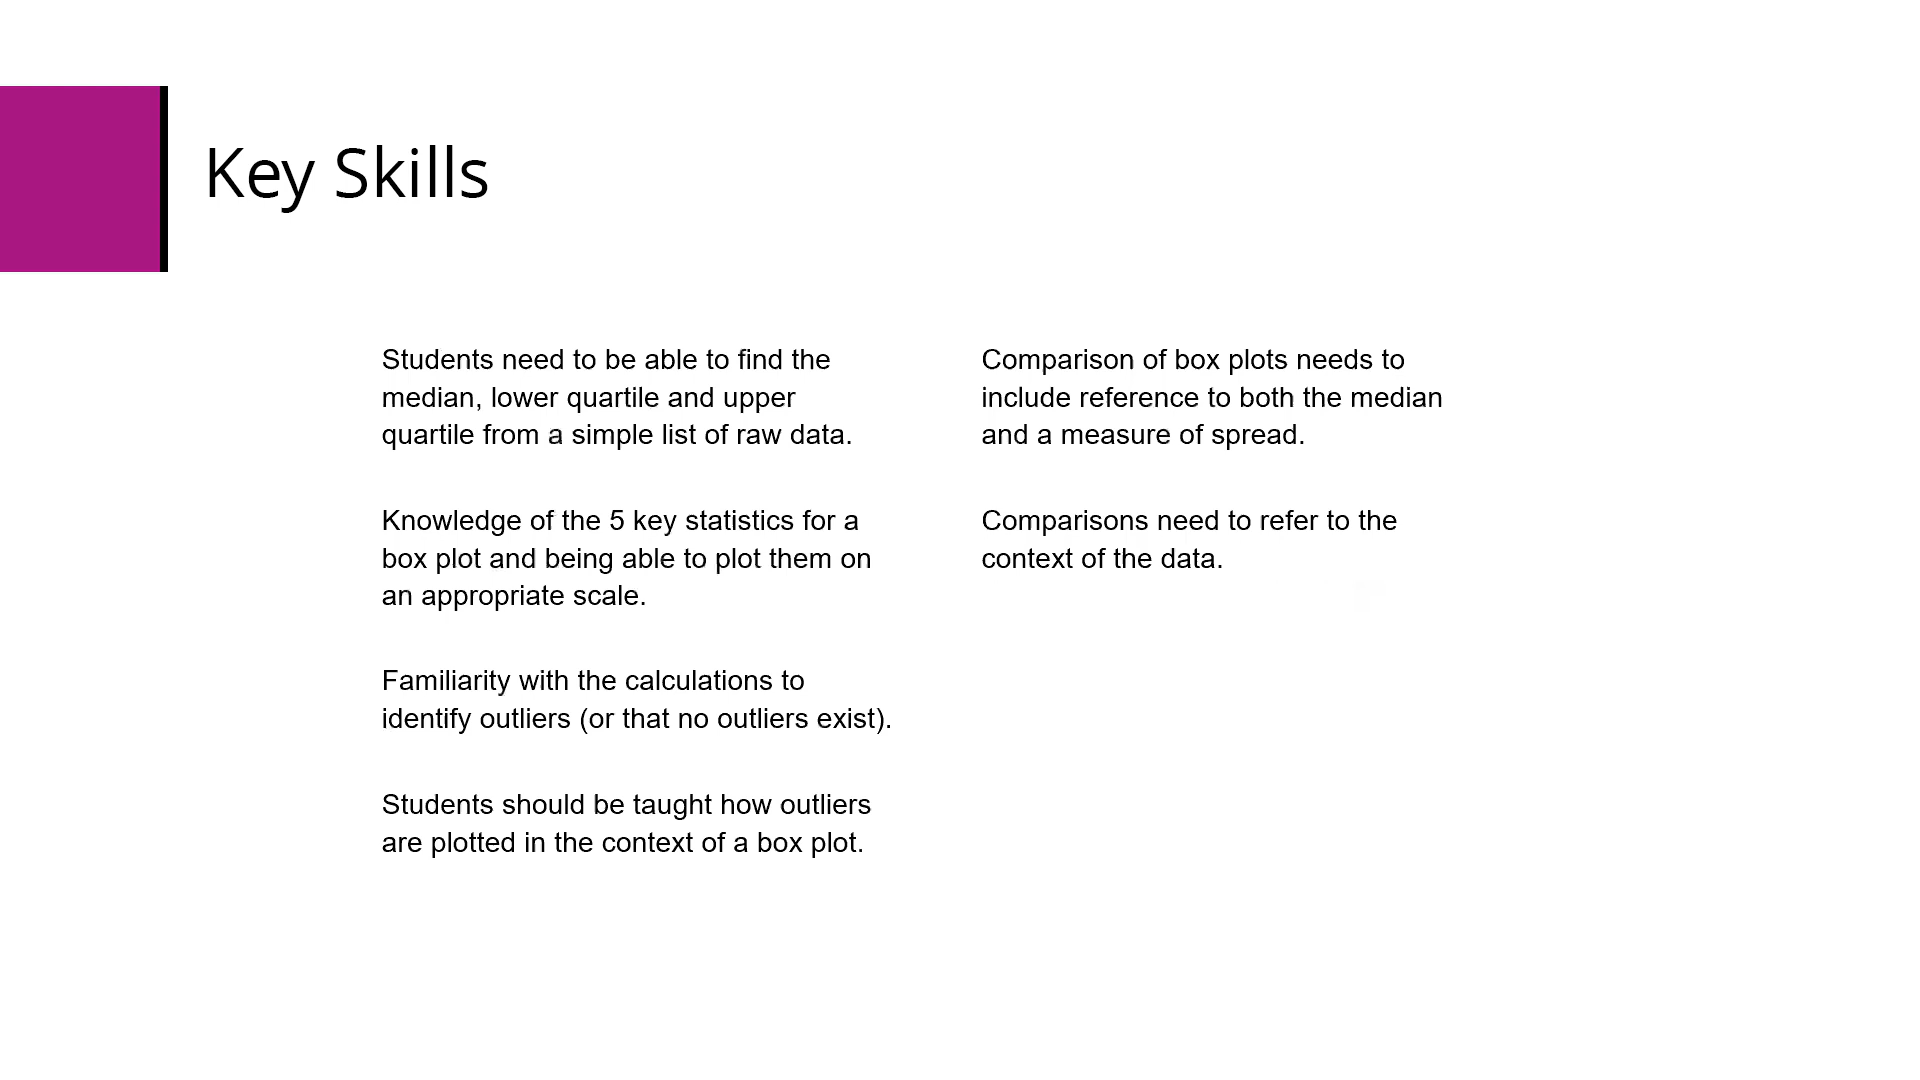 Key Skills
Students need to be able to find the
median, lower quartile and upper
quartile from a simple list of raw data.
Knowledge of the 5 key statistics for a
box plot and being able to plot them on
an appropriate scale.
Familiarity with the calculations to
identify outliers (or that no outliers exist).
Students should be taught how outliers
are plotted in the context of a box plot.
Comparison of box plots needs to
include reference to both the median
and a measure of spread.
Comparisons need to refer to the
context of the data.